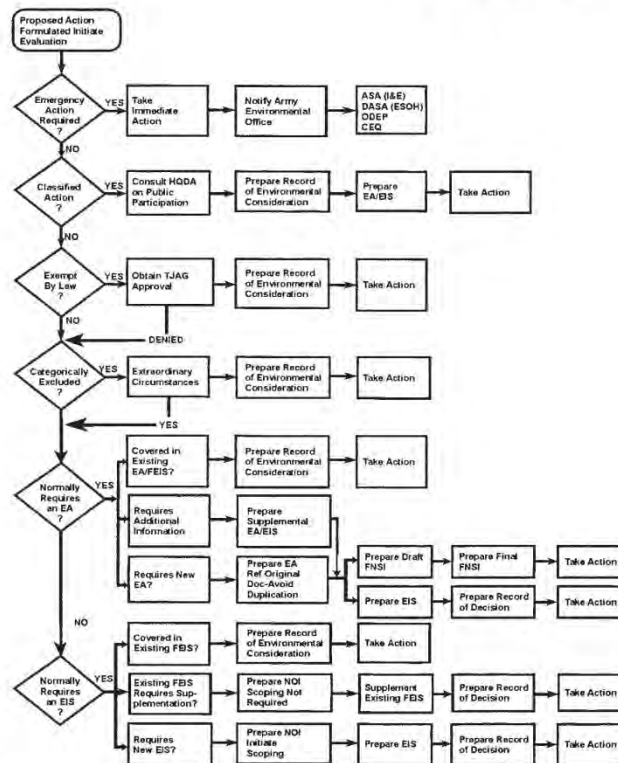 Proposed Action
Formulated Initiate
Evaluation
Emergency
Action
Required
?
YES
Take
Immediate
Action
Notify Army
Environmental
Office
ASA (I&E)
DASA (ESOH)
ODEP
CEQ
NO
Classified
Action
?
YES
Consult HQDA
on Public
Participation
Prepare Record
of Environmental
Consideration
Prepare
EA/EIS
Take Action
NO
Exempt
By Law
?
YES
Obtain TJAG
Approval
Prepare Record
of Environmental
Consideration
Take Action
NO
DENIED
Categorically
Excluded
?
YES
Extraordinary
Circumstances
Prepare Record
of Environmental
Consideration
Take Action
YES
Normally
Requires
an EA
?
YES
Covered in
Existing
EA/FEIS?
Prepare Record
of Environmental
Consideration
Take Action
Requires
Additional
Information
Prepare
Supplemental
EA/EIS
Requires New
EA?
Prepare EA
Ref Original
Doc-Avoid
Duplication
Prepare Draft
FNSI
Prepare Final
FNSI
Take Action
Prepare EIS
Prepare Record
of Decision
Take Action
NO
Normally
Requires
an EIS
?
YES
Covered in
Existing FEIS?
Prepare Record
of Environmental
Consideration
Take Action
Existing FEIS
Requires Sup-
plementation?
Prepare NOI
Scoping Not
Required
Supplement
Existing FEIS
Prepare Record
of Decision
Take Action
Requires
New EIS?
Prepare NOI
Initiate
Scoping
Prepare EIS
Prepare Record
of Decision
Take Action